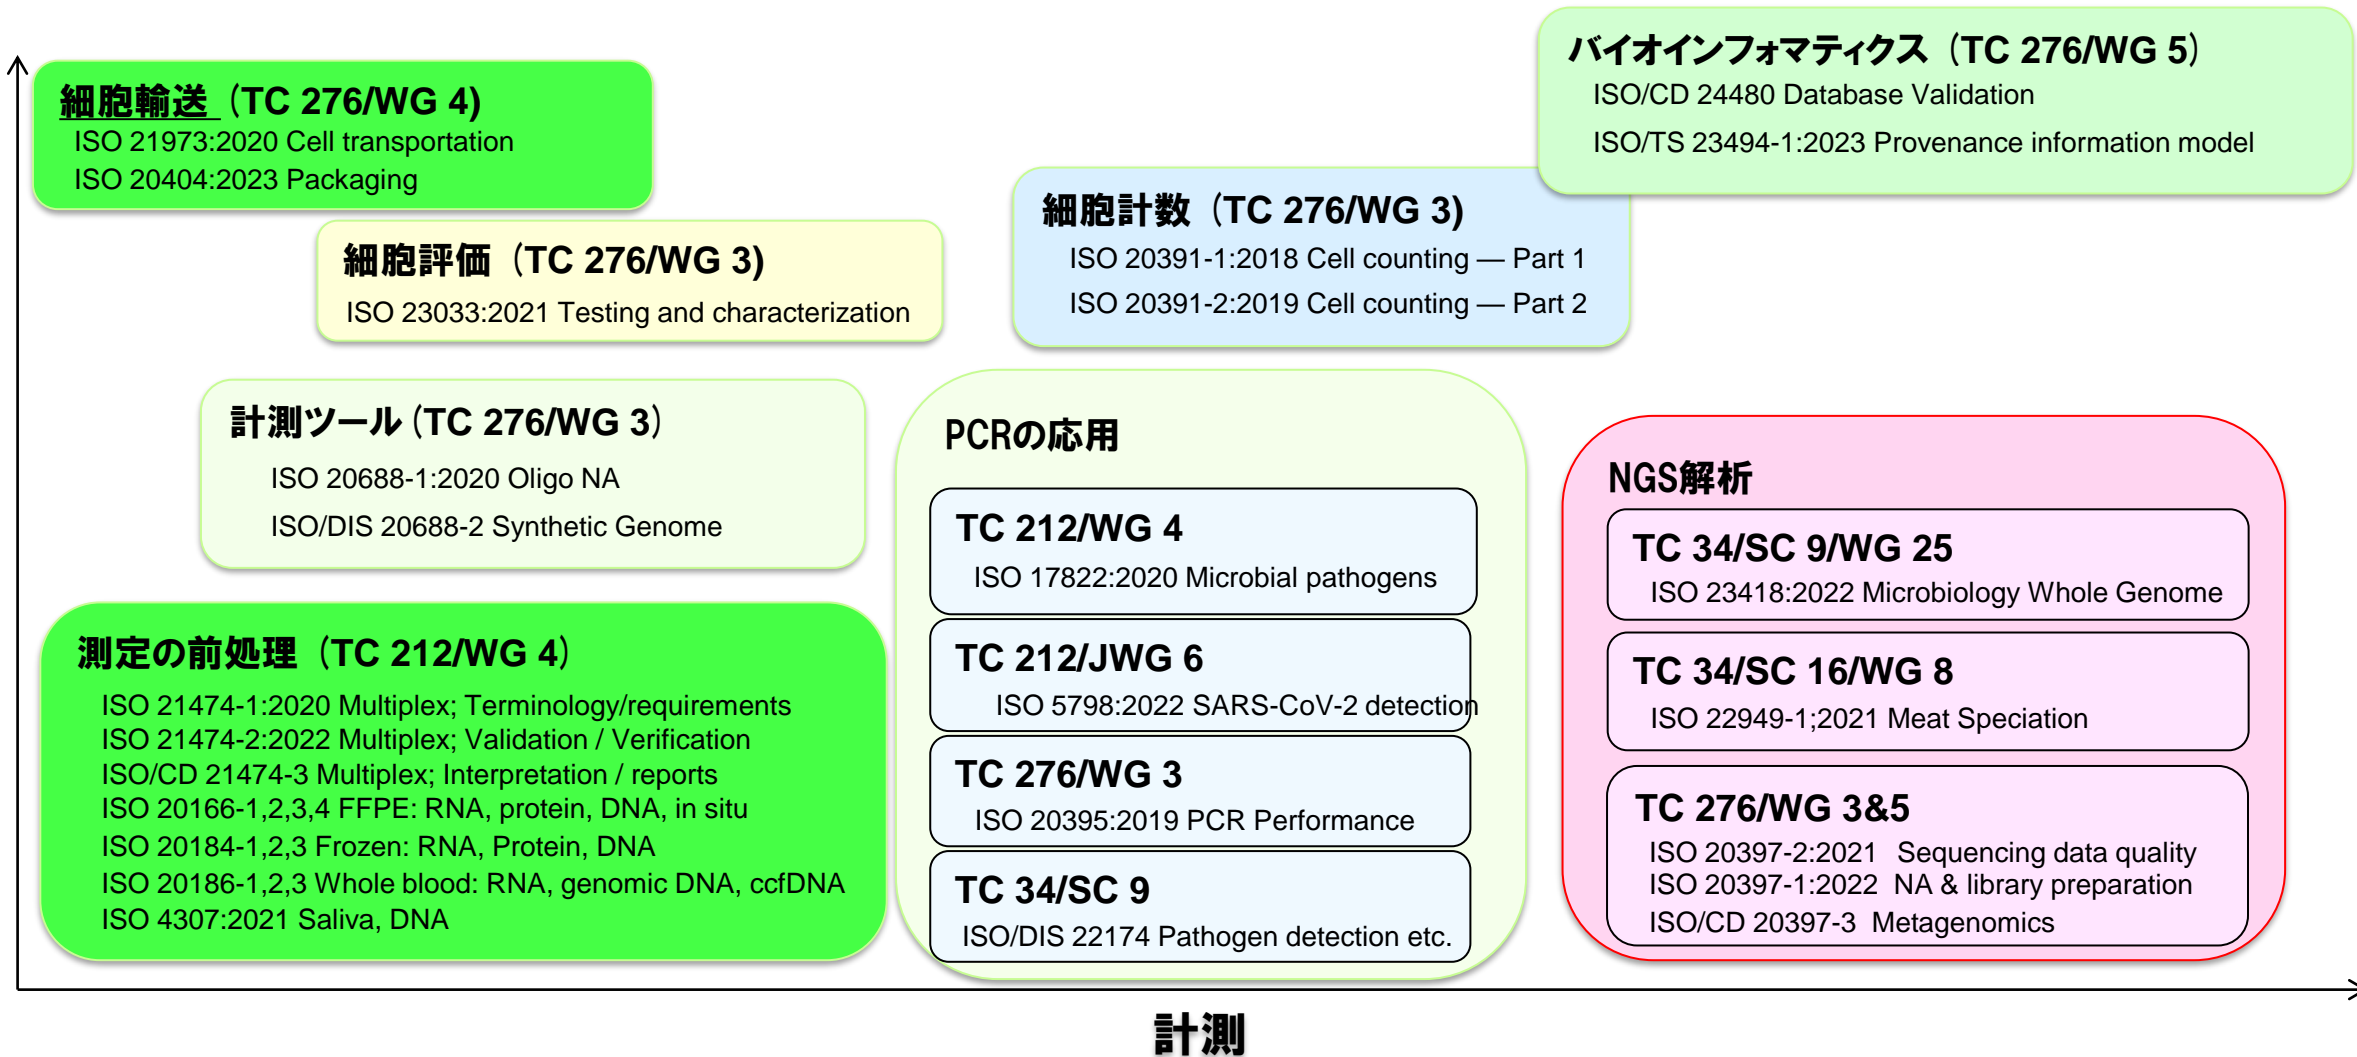 細胞輸送 (TC 276/WG 4)
ISO 21973:2020 Cell transportation
ISO 20404:2023 Packaging
細胞評価 (TC 276/WG 3)
ISO 23033:2021 Testing and characterization
細胞計数 (TC 276/WG 3)
ISO 20391-1:2018 Cell counting — Part 1
ISO 20391-2:2019 Cell counting — Part 2
バイオインフォマティクス (TC 276/WG 5)
ISO/CD 24480 Database Validation
ISO/TS 23494-1:2023 Provenance information model
計測ツール (TC 276/WG 3)
ISO 20688-1:2020 Oligo NA
ISO/DIS 20688-2 Synthetic Genome
測定の前処理 (TC 212/WG 4)
ISO 21474-1:2020 Multiplex; Terminology/requirements
ISO 21474-2:2022 Multiplex; Validation / Verification
ISO/CD 21474-3 Multiplex; Interpretation / reports
ISO 20166-1,2,3,4 FFPE: RNA, protein, DNA, in situ
ISO 20184-1,2,3 Frozen: RNA, Protein, DNA
ISO 20186-1,2,3 Whole blood: RNA, genomic DNA, ccfDNA
ISO 4307:2021 Saliva, DNA
PCRの応用
TC 212/WG 4
ISO 17822:2020 Microbial pathogens
TC 212/JWG 6
ISO 5798:2022 SARS-CoV-2 detection
TC 276/WG 3
ISO 20395:2019 PCR Performance
TC 34/SC 9
ISO/DIS 22174 Pathogen detection etc.
NGS解析
TC 34/SC 9/WG 25
ISO 23418:2022 Microbiology Whole Genome
TC 34/SC 16/WG 8
ISO 22949-1;2021 Meat Speciation
TC 276/WG 3&5
ISO 20397-2:2021 Sequencing data quality
ISO 20397-1:2022 NA & library preparation
ISO/CD 20397-3 Metagenomics
計測